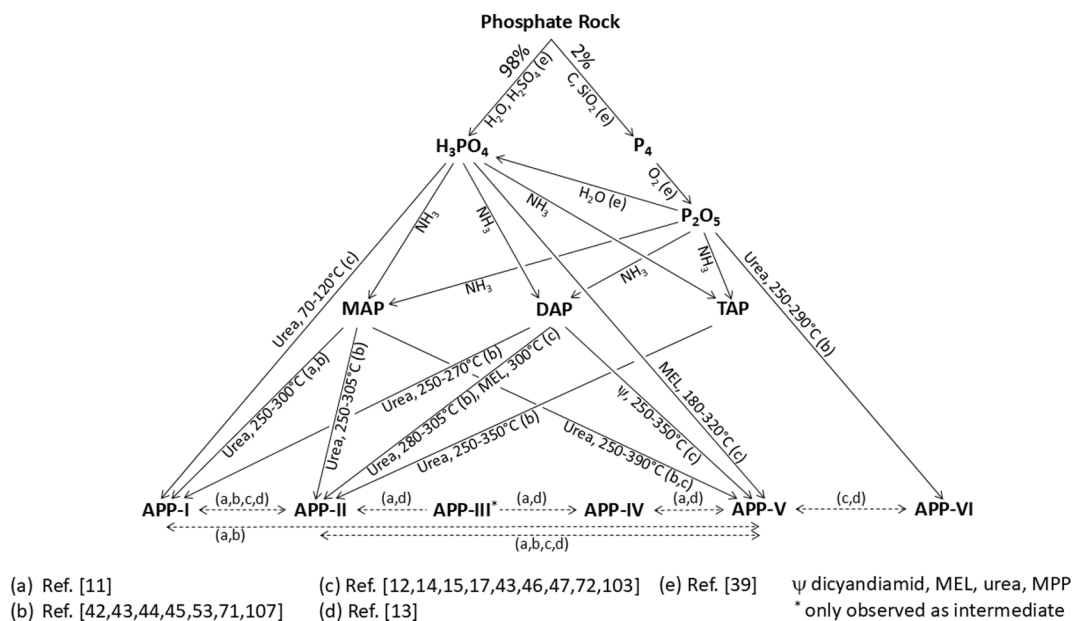 Phosphate Rock
98%
2%
H₂O, H₂SO₄ (e)
C, SiO₂ (e)
H₃PO₄
P₄
O₂ (e)
H₂O (e)
P₂O₅
NH₃
NH₃
NH₃
NH₃
NH₃
NH₃
Urea, 70-120°C (c)
Urea, 250-290°C (b)
MAP
DAP
TAP
Urea, 250-300°C (a,b)
Urea, 250-305°C (b)
Urea, 250-270°C (b)
Urea, 280-305°C (b), MEL, 300°C (c)
Urea, 250-350°C (b)
Urea, 250-390°C (b,c)
ψ, 250-350°C (c)
MEL, 180-320°C (c)
APP-I
(a,b,c,d)
APP-II
(a,d)
APP-III*
(a,d)
APP-IV
(a,d)
APP-V
(c,d)
APP-VI
(a,b)
(a,b,c,d)
(a) Ref. [11]
(c) Ref. [12,14,15,17,43,46,47,72,103]
(e) Ref. [39]
ψ dicyandiamid, MEL, urea, MPP
(b) Ref. [42,43,44,45,53,71,107]
(d) Ref. [13]
* only observed as intermediate